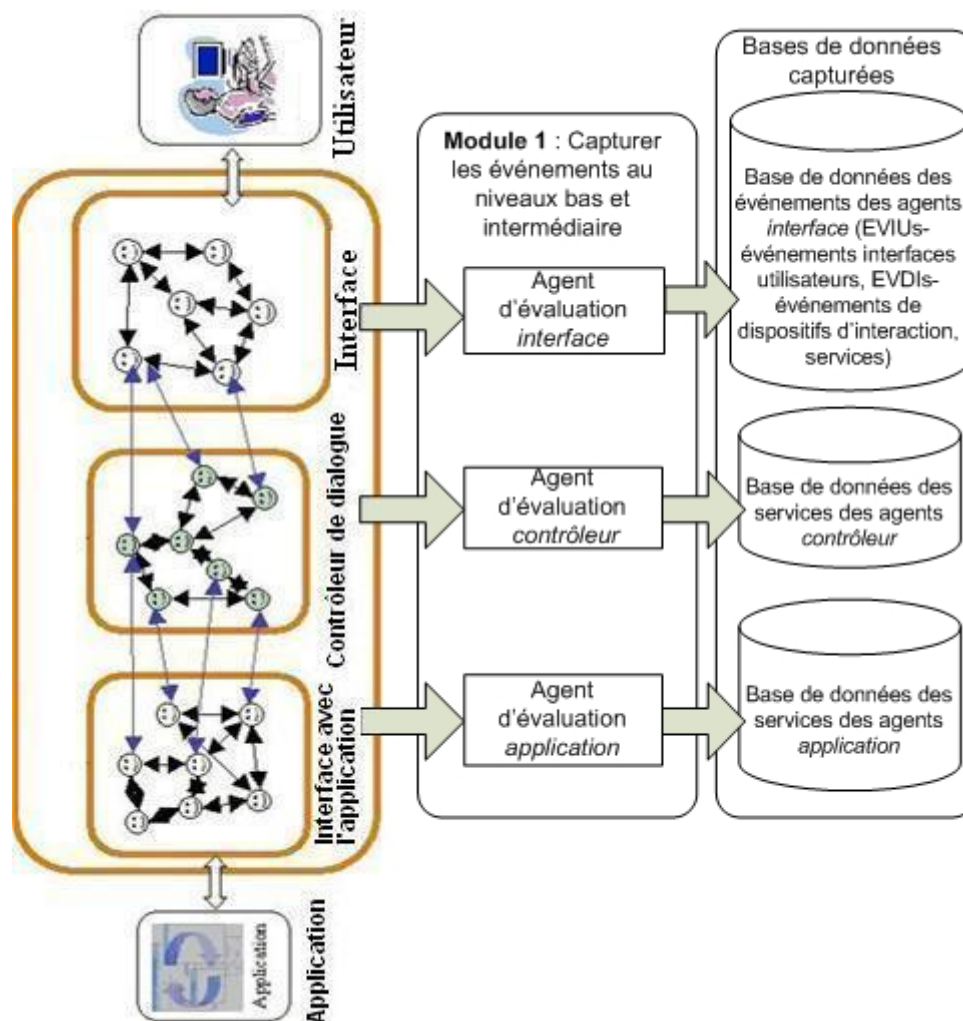 Utilisateur
Interface
Contrôleur de dialogue
Interface avec
l'application
Application
Application
Module 1 : Capturer
les événements au
niveaux bas et
intermédiaire
Agent
d'évaluation
interface
Agent
d'évaluation
contrôleur
Agent
d'évaluation
application
Bases de données
capturées
Base de données des
événements des agents
interface (EVIUs-
événements interfaces
utilisateurs, EVDIs-
événements de
dispositifs d'interaction,
services)
Base de données des
services des agents
contrôleur
Base de données des
services des agents
application